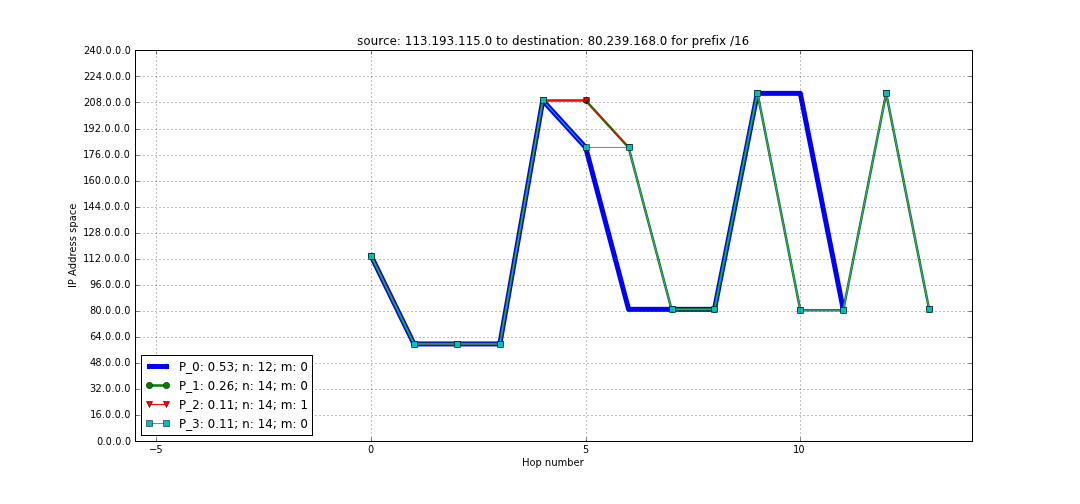 source: 113.193.115.0 to destination: 80.239.168.0 for prefix /16
240.0.0.0
224.0.0.0
208.0.0.0
192.0.0.0
176.0.0.0
160.0.0.0
144.0.0.0
128.0.0.0
112.0.0.0
96.0.0.0
80.0.0.0
64.0.0.0
48.0.0.0
32.0.0.0
16.0.0.0
0.0.0.0
IP Address space
P_0: 0.53; n: 12; m: 0
P_1: 0.26; n: 14; m: 0
P_2: 0.11; n: 14; m: 1
P_3: 0.11; n: 14; m: 0
−5
0
5
10
Hop number